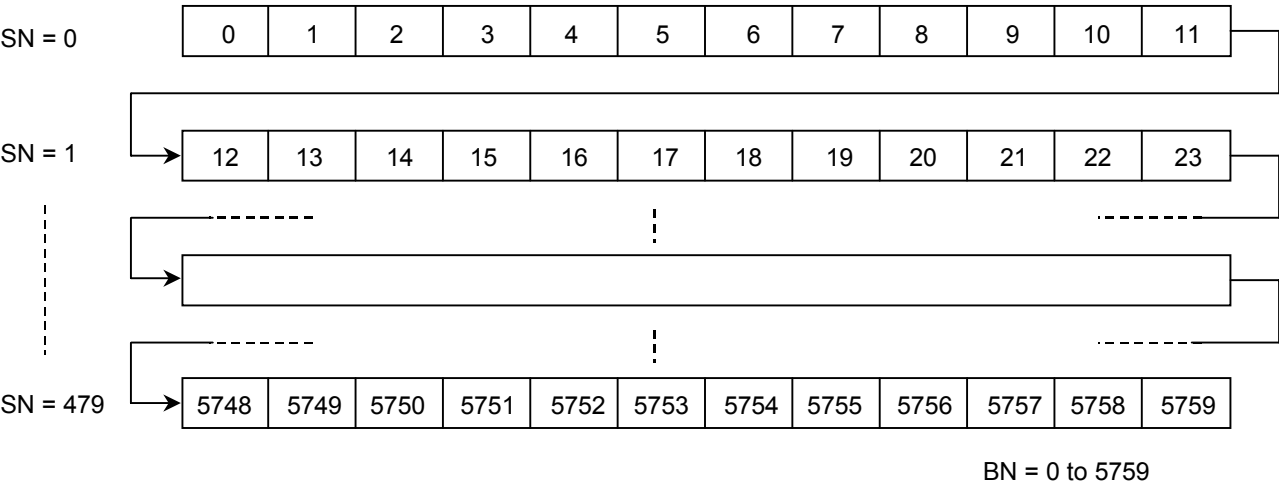 SN = 0 0 1 2 3 4 5 6 7 8 9 10 11
SN = 1 12 13 14 15 16 17 18 19 20 21 22 23
SN = 479 5748 5749 5750 5751 5752 5753 5754 5755 5756 5757 5758 5759
BN = 0 to 5759